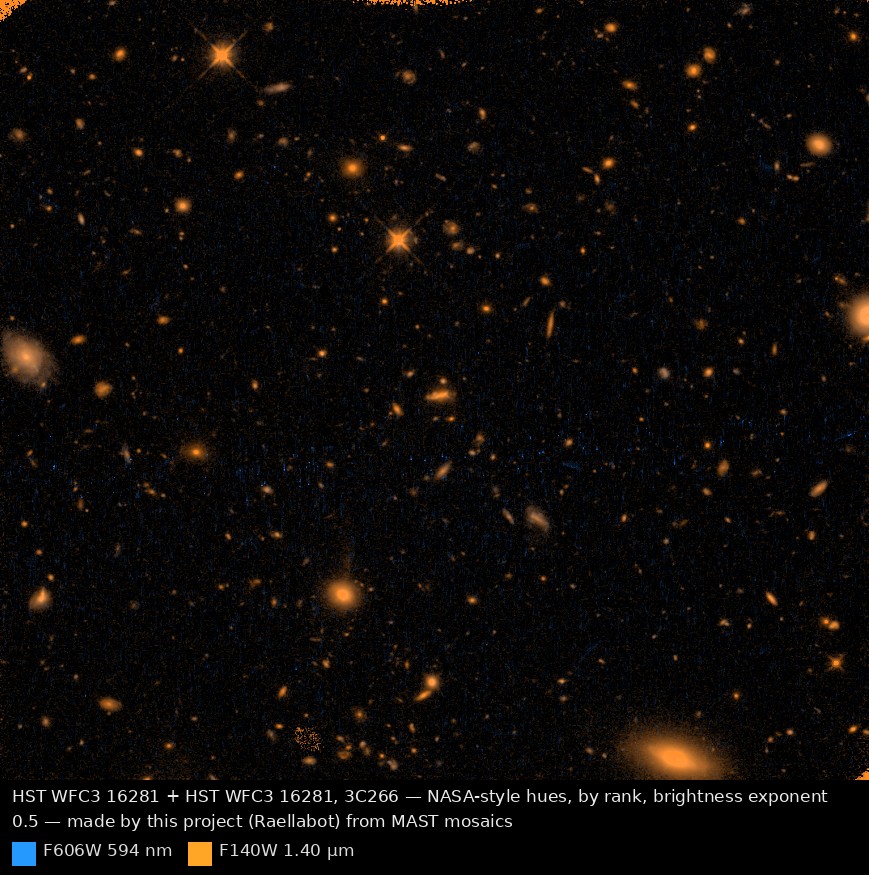 HST WFC3 16281 + HST WFC3 16281, 3C266 — NASA-style hues, by rank, brightness exponent
0.5 — made by this project (Raellabot) from MAST mosaics
F606W 594 nm F140W 1.40 µm